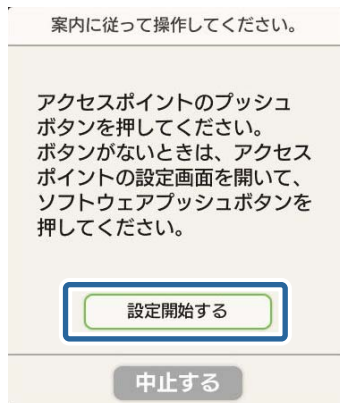 案内に従って操作してください。
アクセスポイントのプッシュ
ボタンを押してください。
ボタンがないときは、アクセス
ポイントの設定画面を開いて、
ソフトウェアプッシュボタンを
押してください。
設定開始する
中止する